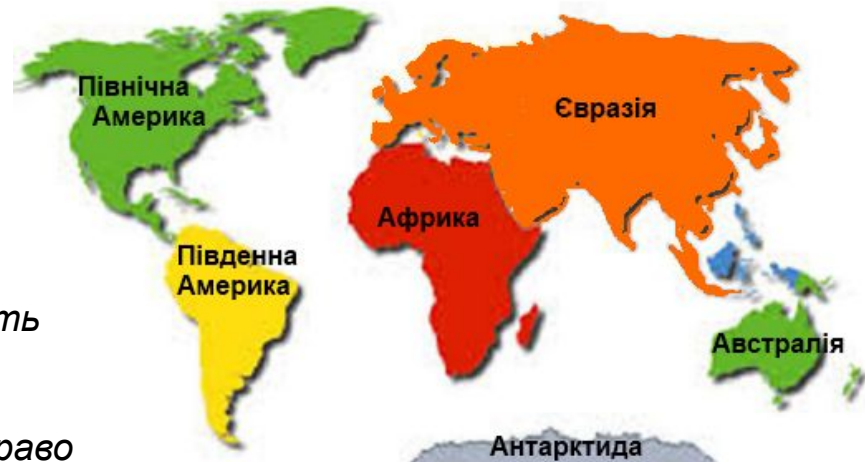 Північна
Америка
Євразія
Африка
Південна
Америка
Австралія
Антарктида